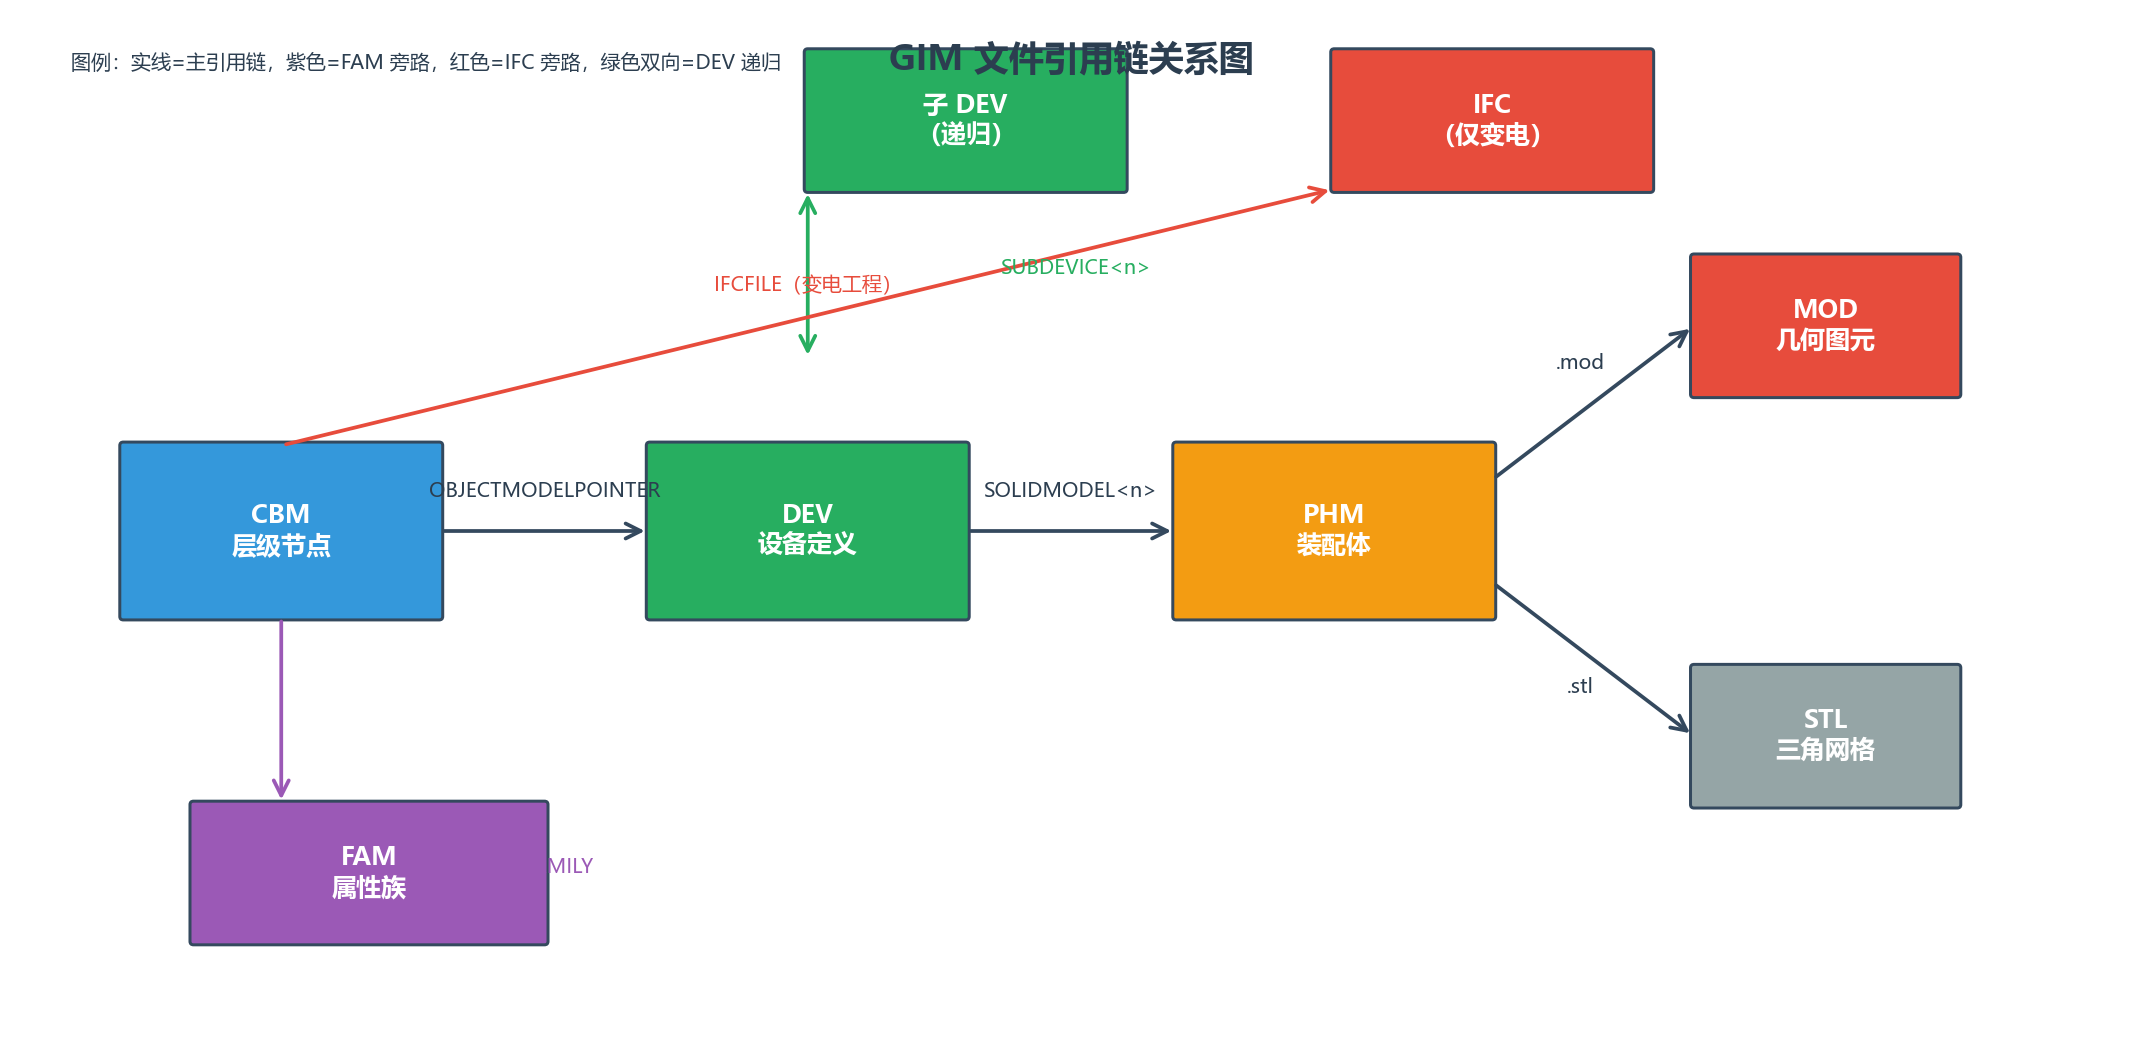 GIM 文件引用链关系图
图例：实线=主引用链，紫色=FAM 旁路，红色=IFC 旁路，绿色双向=DEV 递归
子 DEV
（递归）
IFC
（仅变电）
SUBDEVICE<n>
IFCFILE（变电工程）
MOD
几何图元
.mod
OBJECTMODELPOINTER
SOLIDMODEL<n>
CBM
层级节点
DEV
设备定义
PHM
装配体
.stl
STL
三角网格
FAM
属性族
MILY